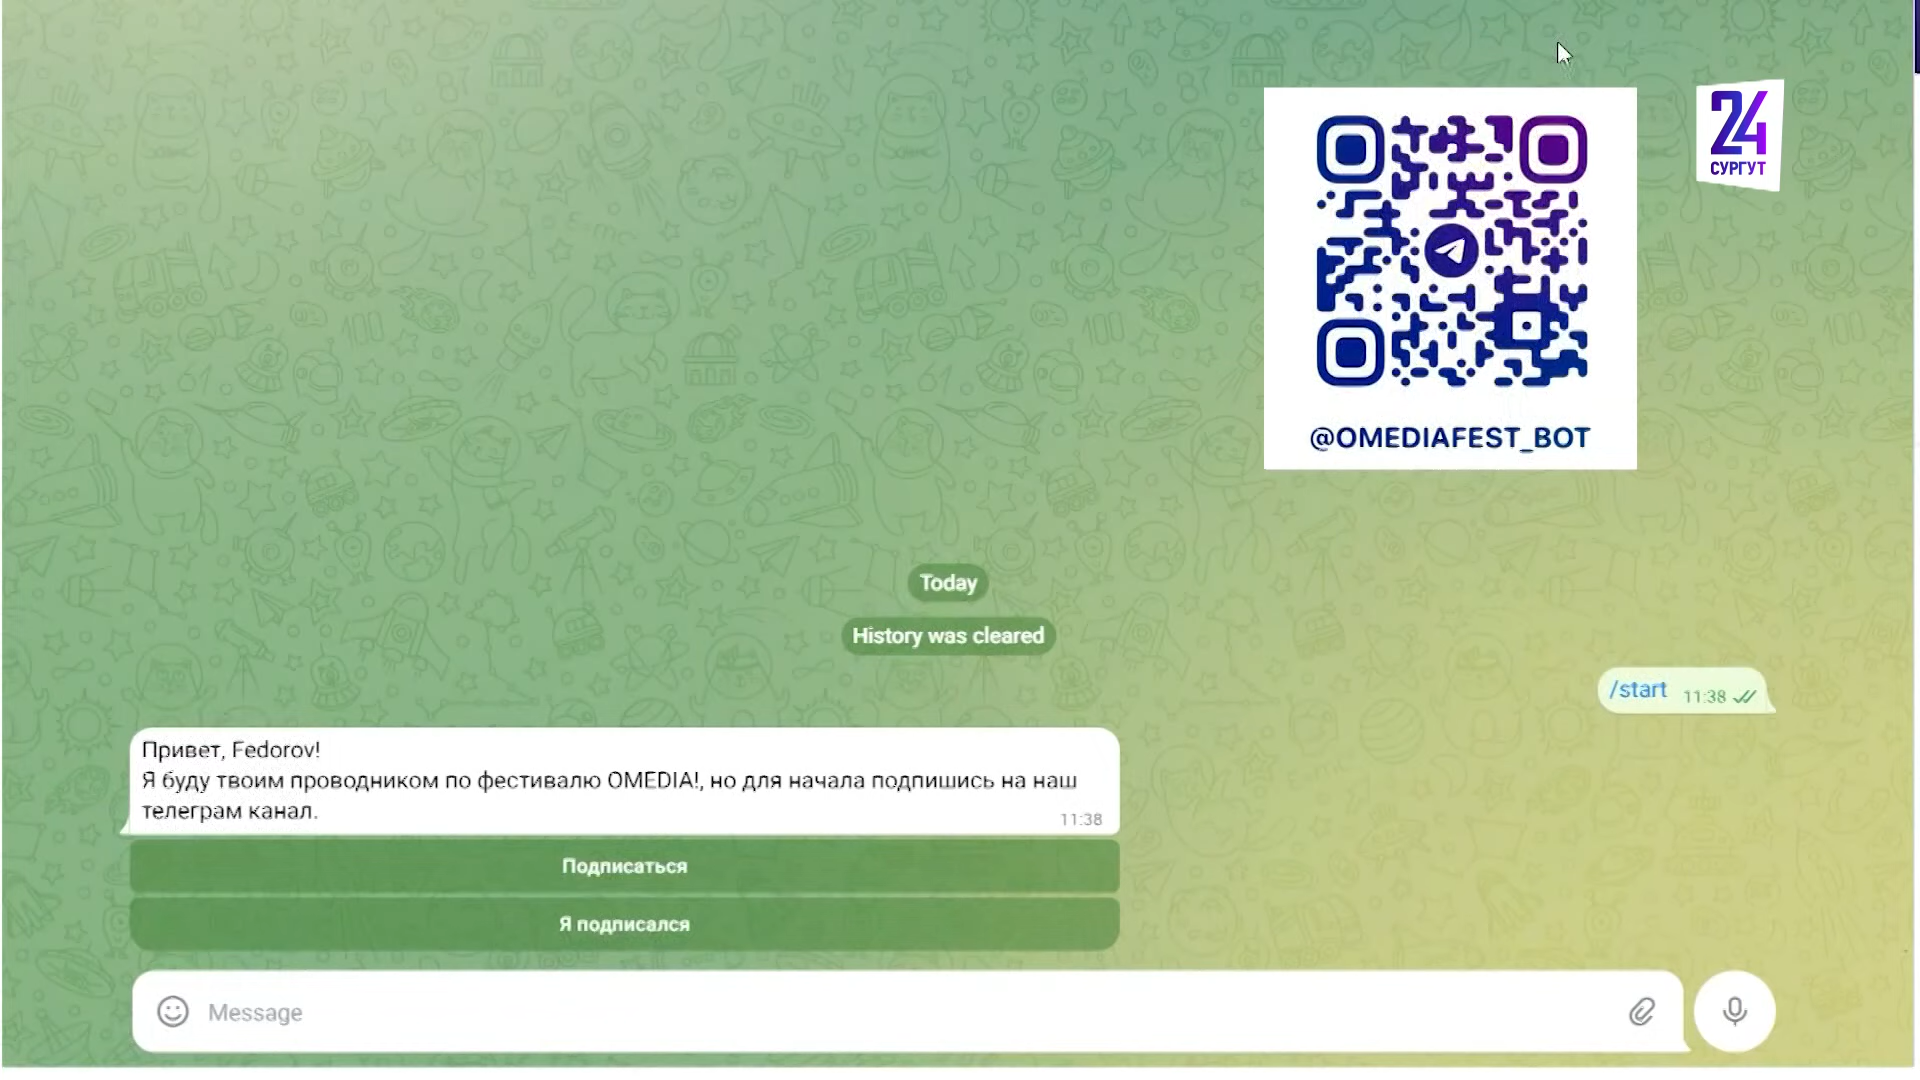 24
СУРГУТ
@OMEDIAFEST_BOT
Today
History was cleared
/start 11:38
Привет, Fedorov!
Я буду твоим проводником по фестивалю OMEDIA!, но для начала подпишись на наш
телеграм канал.
11:38
Подписаться
Я подписался
Message